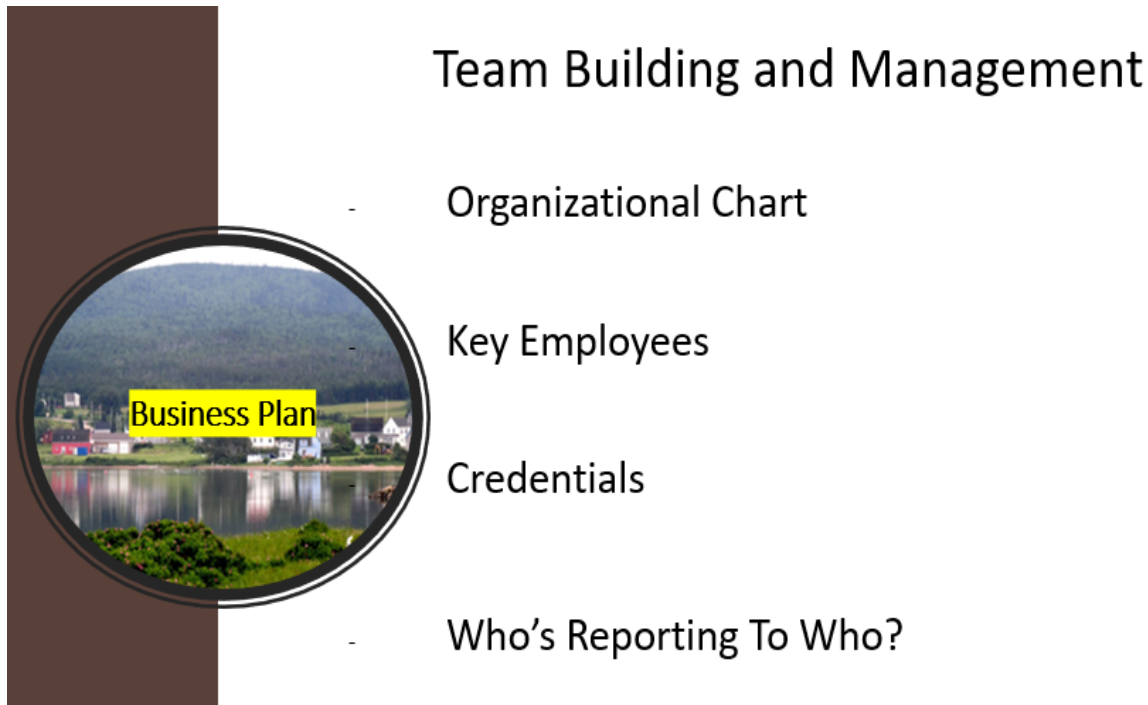 Team Building and Management
- Organizational Chart
- Key Employees
Business Plan
- Credentials
- Who's Reporting To Who?